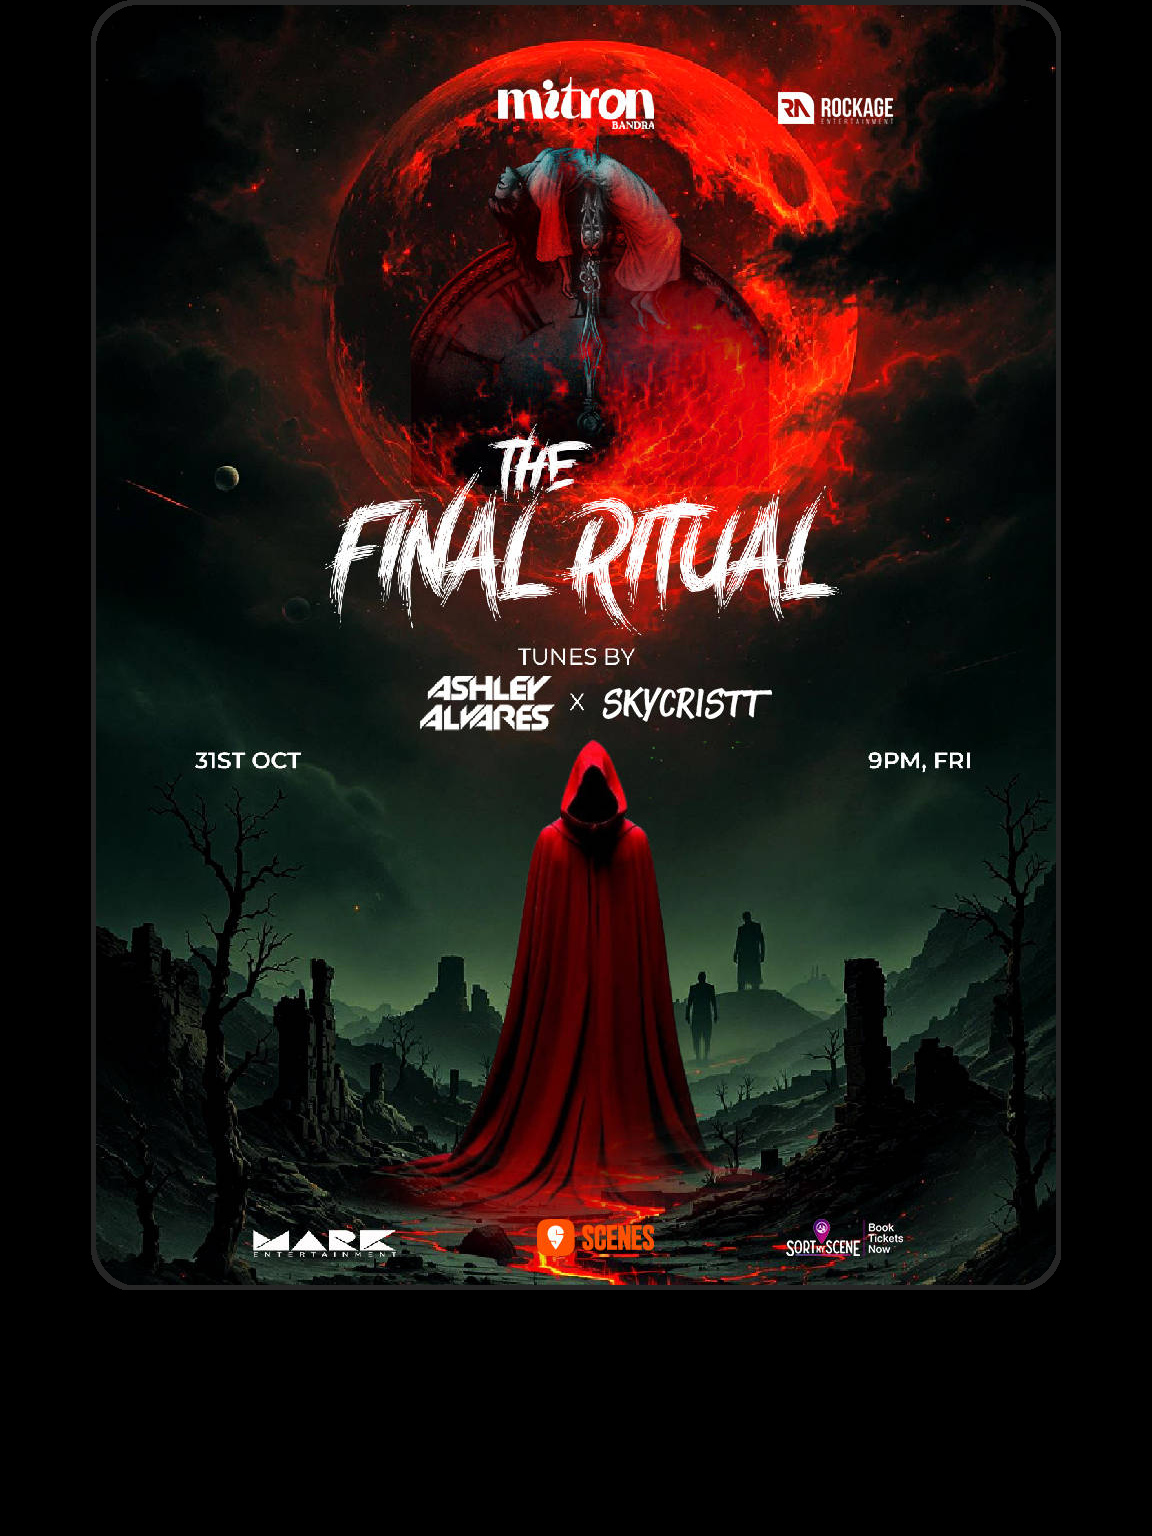 mitron
BANDRA
RA ROCKAGE
ENTERTAINMENT
THE
FINAL RITUAL
TUNES BY
ASHLEY
ALVARES
X
SKYCRISTT
31ST OCT
9PM, FRI
MARK
ENTERTAINMENT
SCENES
SORT MY SCENE
Book
Tickets
Now